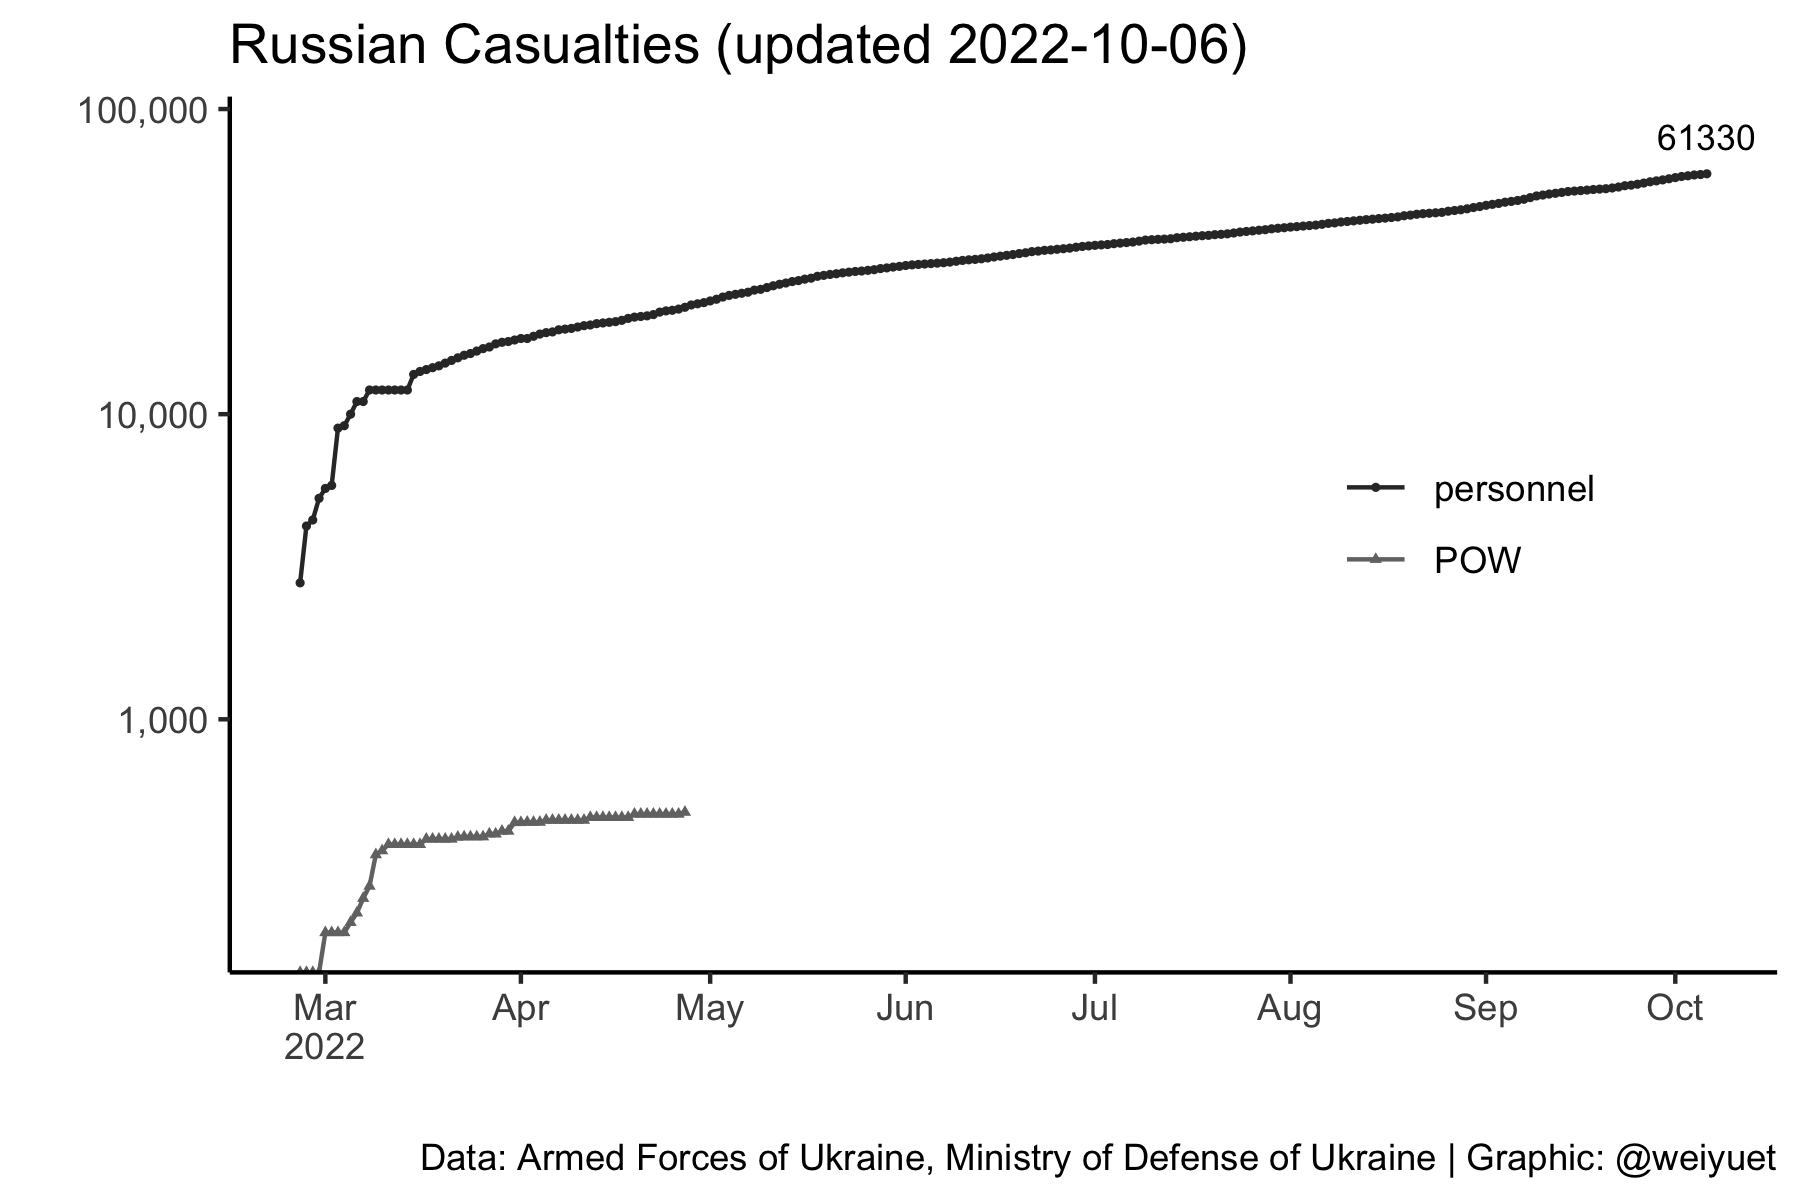 Russian Casualties (updated 2022-10-06)
100,000
61330
10,000
personnel
POW
1,000
Mar Apr May Jun Jul Aug Sep Oct
2022
Data: Armed Forces of Ukraine, Ministry of Defense of Ukraine | Graphic: @weiyuet